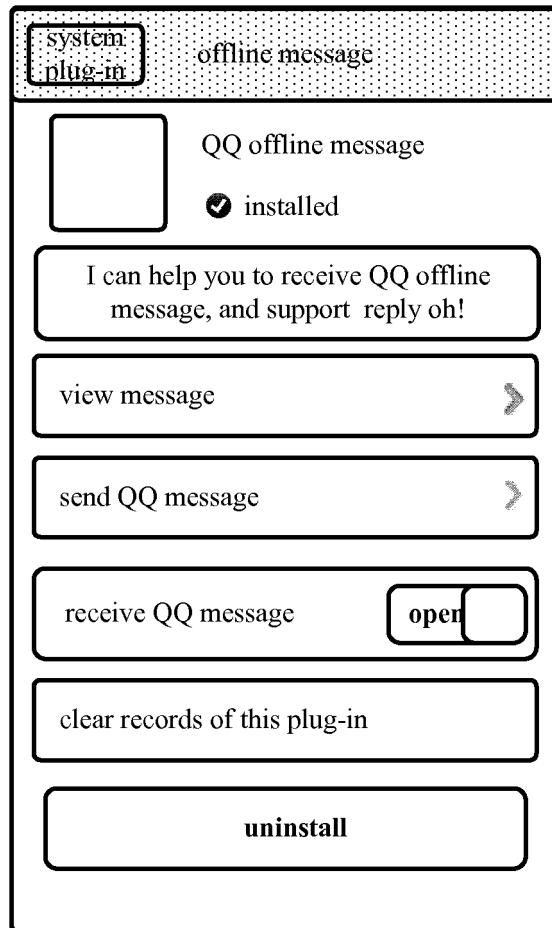 system
plug-in
offline message
QQ offline message
installed
I can help you to receive QQ offline
message, and support reply oh!
view message
send QQ message
receive QQ message
open
clear records of this plug-in
uninstall